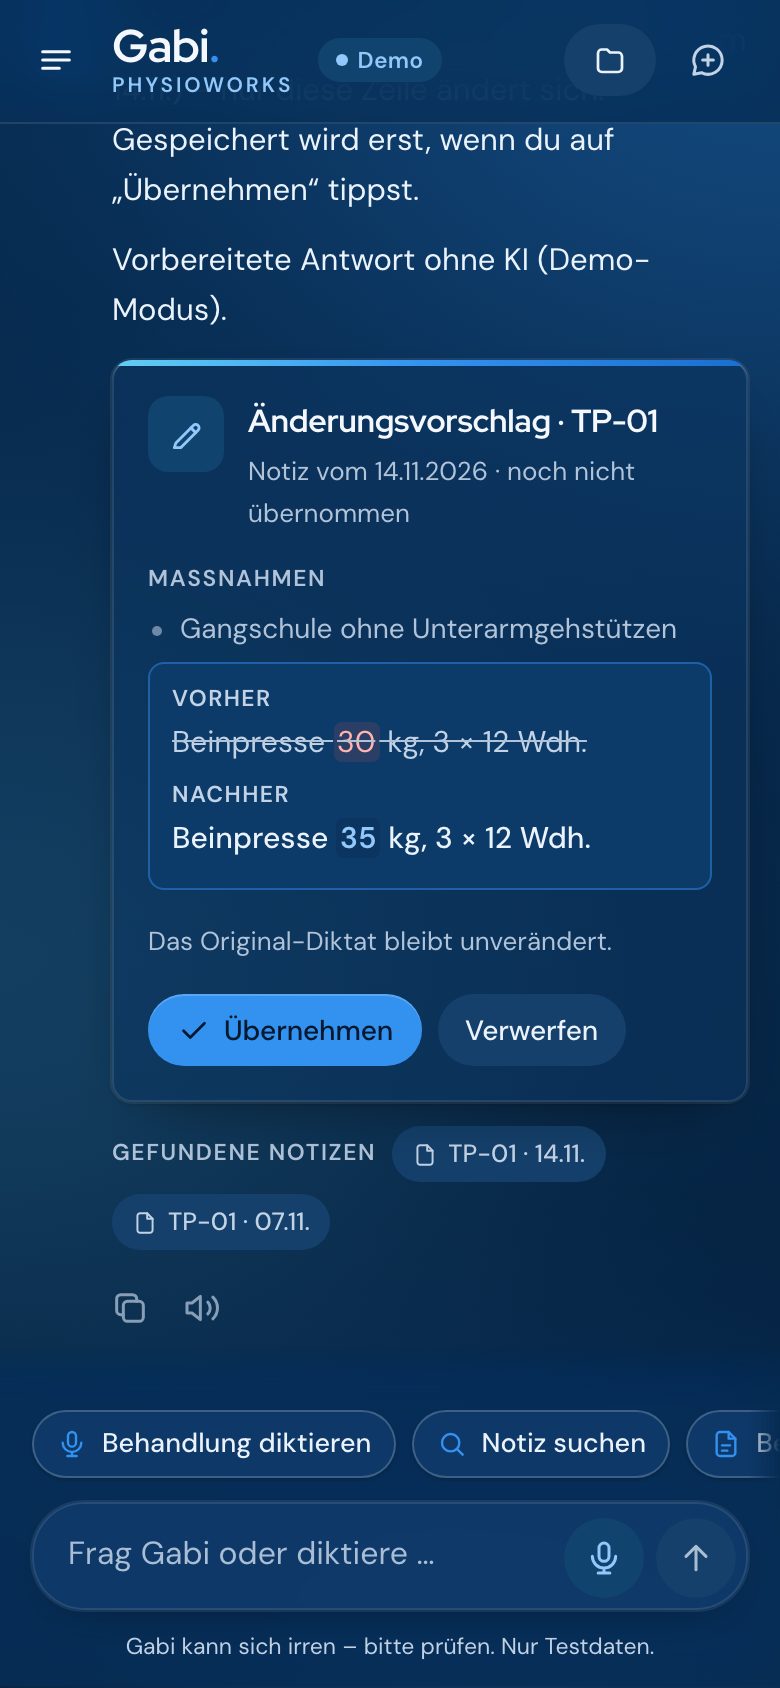 Gabi.
PHYSIOWORKS
Demo
diese Zeile ändert sich.
Gespeichert wird erst, wenn du auf
„Übernehmen“ tippst.
Vorbereitete Antwort ohne KI (Demo-
Modus).
Änderungsvorschlag · TP-01
Notiz vom 14.11.2026 · noch nicht
übernommen
MASSNAHMEN
• Gangschule ohne Unterarmgehstützen
VORHER
Beinpresse 30 kg, 3 × 12 Wdh.
NACHHER
Beinpresse 35 kg, 3 × 12 Wdh.
Das Original-Diktat bleibt unverändert.
Übernehmen
Verwerfen
GEFUNDENE NOTIZEN
TP-01 · 14.11.
TP-01 · 07.11.
Behandlung diktieren
Notiz suchen
Frag Gabi oder diktiere ...
Gabi kann sich irren – bitte prüfen. Nur Testdaten.